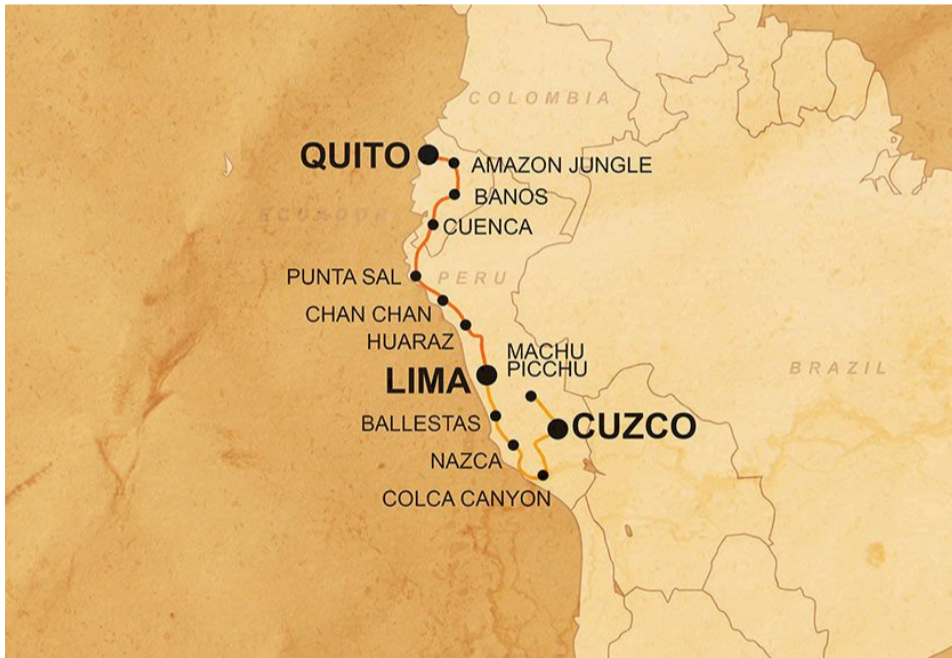 COLOMBIA
QUITO
AMAZON JUNGLE
BANOS
ECUADOR
CUENCA
PUNTA SAL
PERU
CHAN CHAN
HUARAZ
MACHU
PICCHU
BRAZIL
LIMA
BALLESTAS
CUZCO
NAZCA
COLCA CANYON